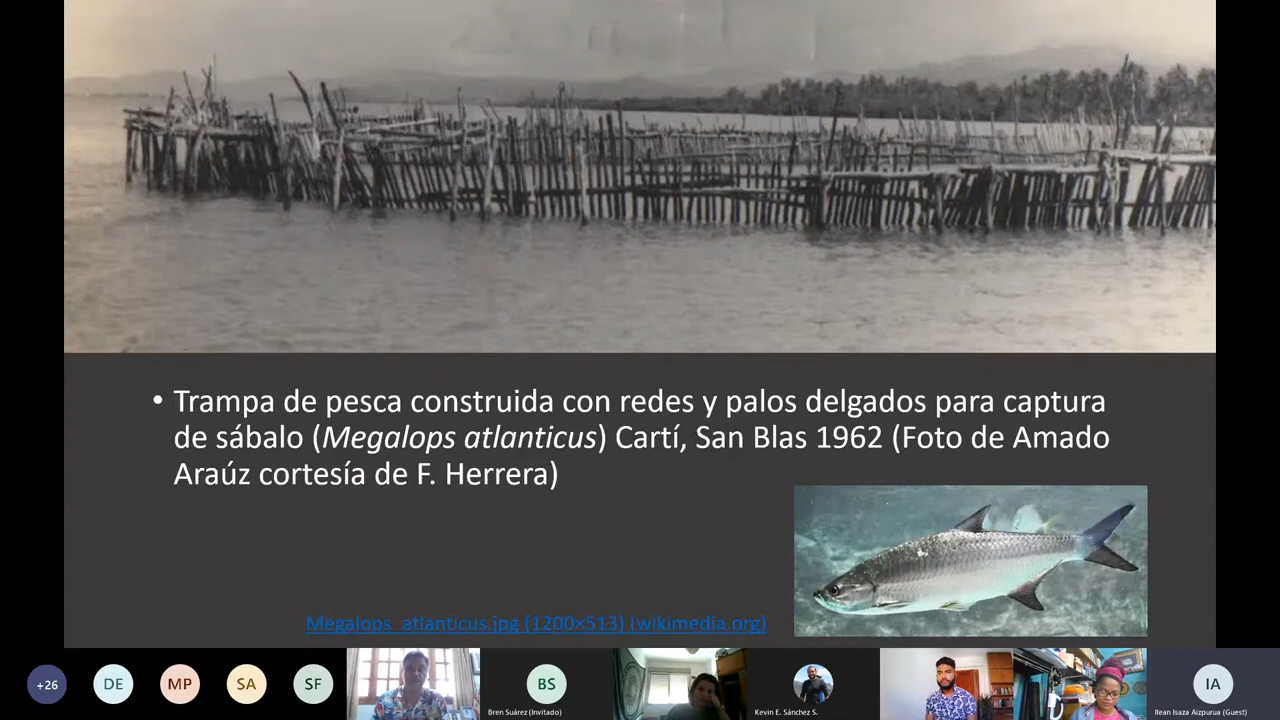 • Trampa de pesca construida con redes y palos delgados para captura
de sábalo (Megalops atlanticus) Cartí, San Blas 1962 (Foto de Amado
Araúz cortesía de F. Herrera)
Megalops_atlanticus.jpg (1200×513) (wikimedia.org)
+26
DE
MP
SA
SF
BS
Bren Suárez (Invitado)
Kevin E. Sánchez S.
IA
Ilean Isaza Aizpurua (Guest)